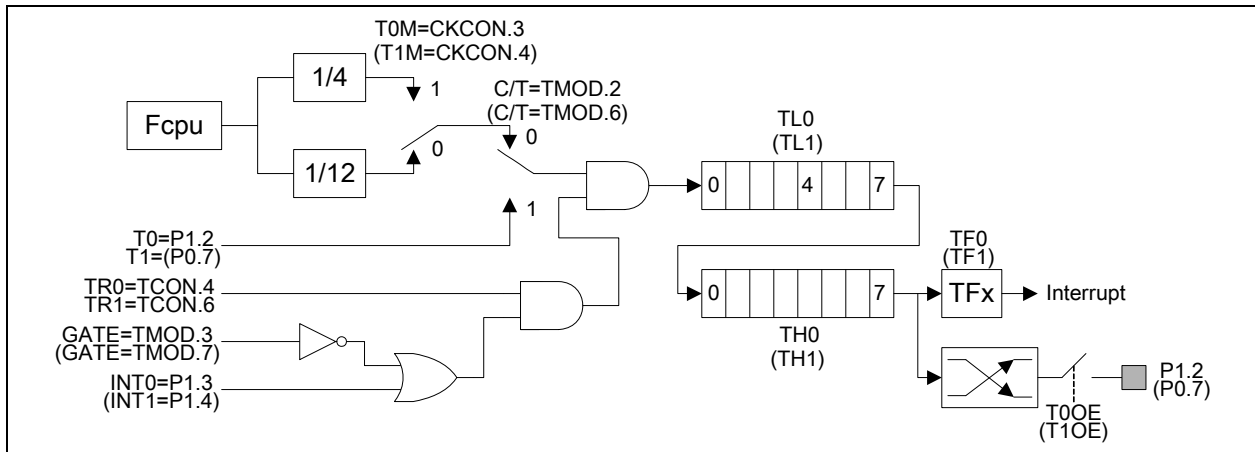 T0M=CKCON.3
(T1M=CKCON.4)
1/4
1
C/T=TMOD.2
(C/T=TMOD.6)
Fcpu
0
0
1/12
TL0
(TL1)
0 4 7
1
T0=P1.2
T1=(P0.7)
TR0=TCON.4
TR1=TCON.6
TF0
(TF1)
0 7
TFx
Interrupt
GATE=TMOD.3
(GATE=TMOD.7)
TH0
(TH1)
INT0=P1.3
(INT1=P1.4)
P1.2
(P0.7)
T0OE
(T1OE)